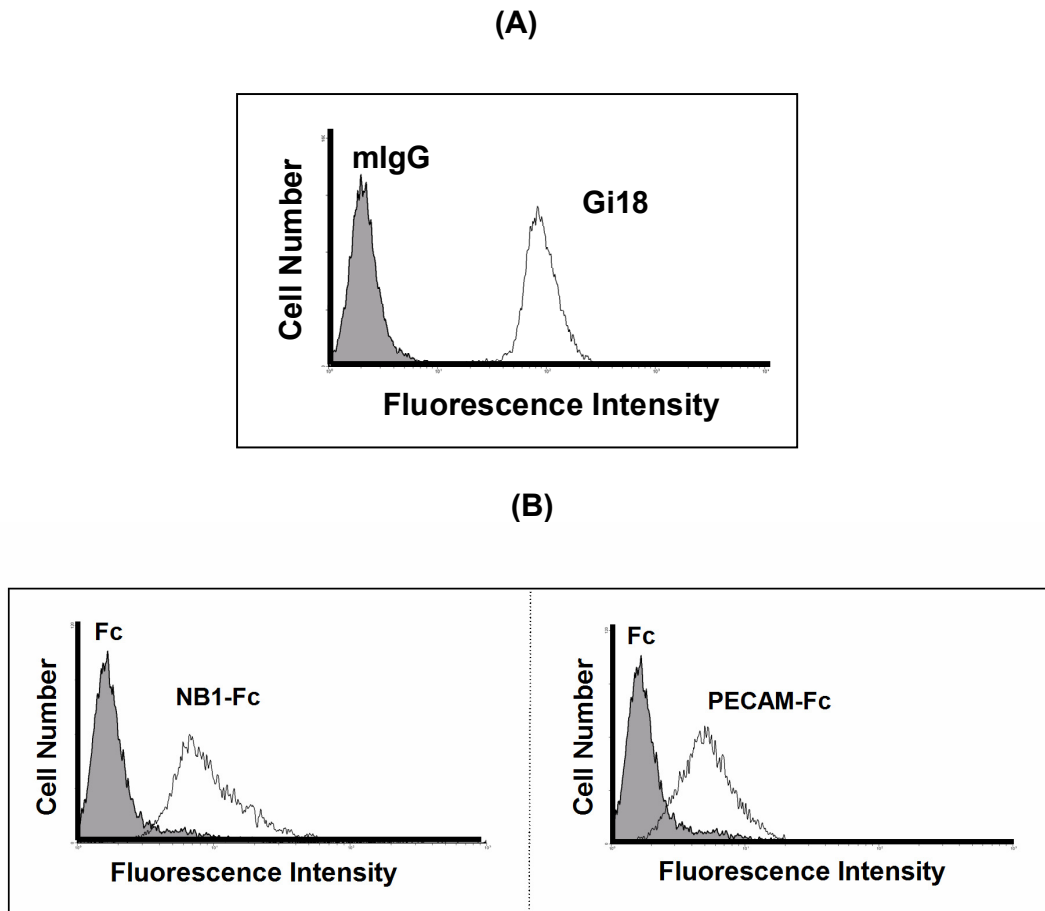 (A)
mIgG
Gi18
Cell Number
Fluorescence Intensity
(B)
Fc
NB1-Fc
Cell Number
Fluorescence Intensity
Fc
PECAM-Fc
Cell Number
Fluorescence Intensity